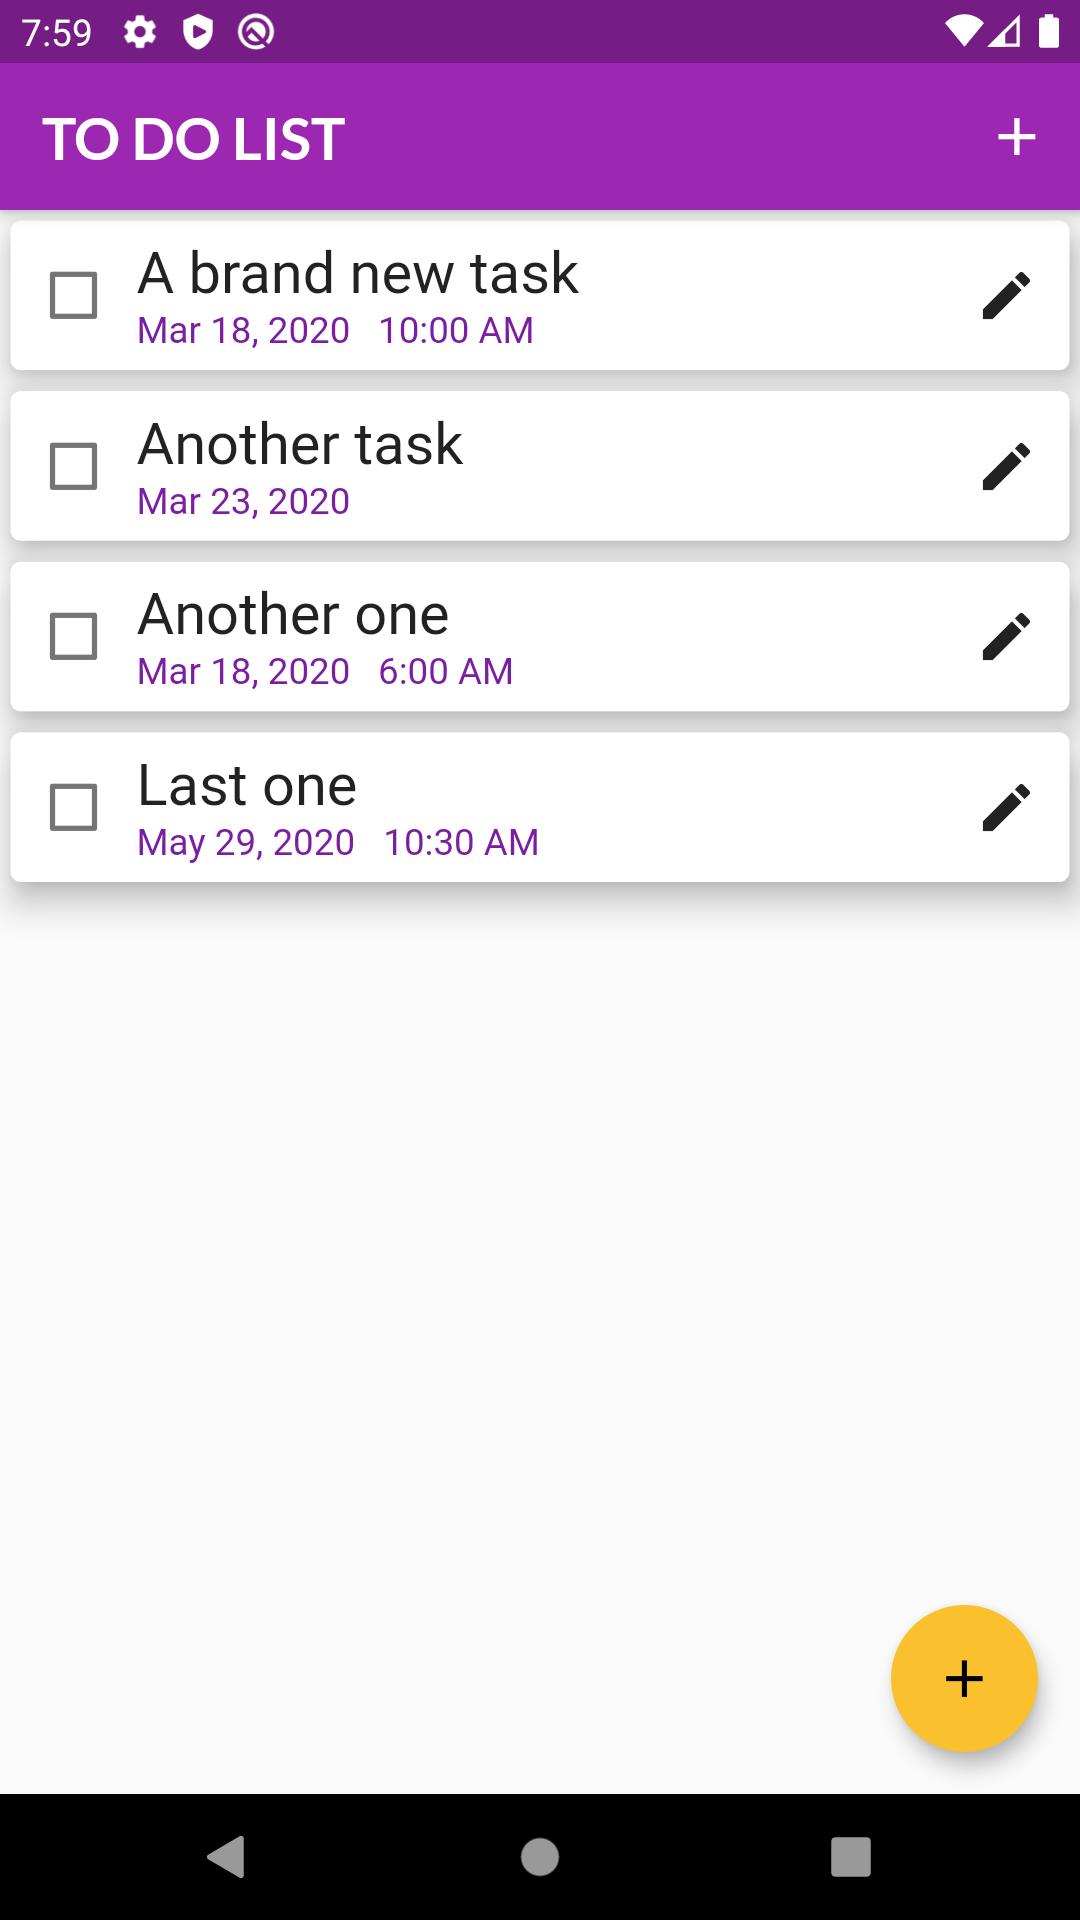 7:59
TO DO LIST
A brand new task
Mar 18, 2020 10:00 AM
Another task
Mar 23, 2020
Another one
Mar 18, 2020 6:00 AM
Last one
May 29, 2020 10:30 AM